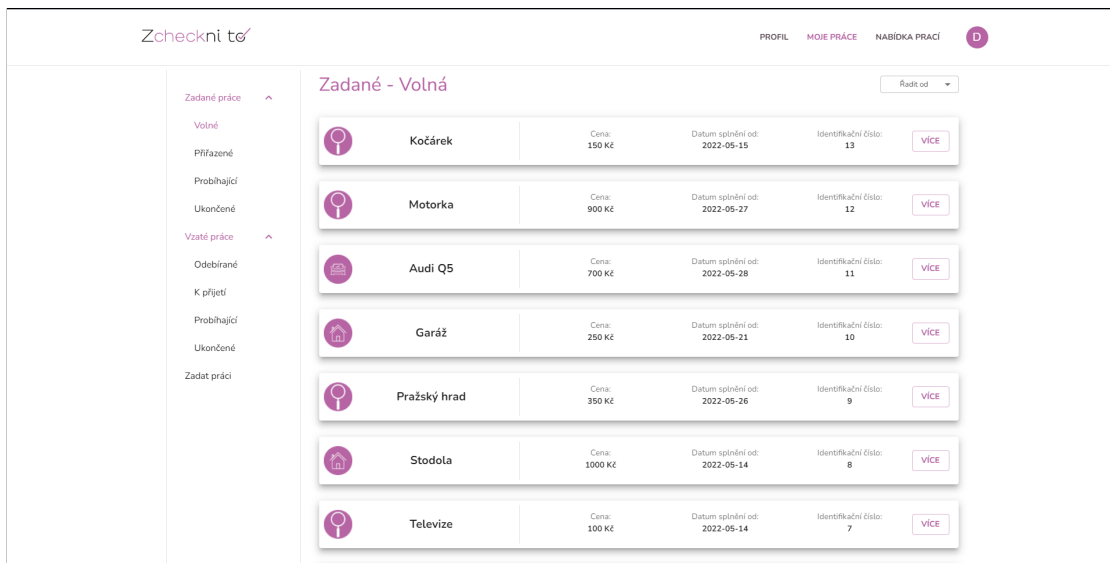 Zcheckni to
PROFIL MOJE PRÁCE NABÍDKA PRACÍ D
Zadané práce
Volné
Přiřazené
Probíhající
Ukončené
Vzaté práce
Odebírané
K přijetí
Probíhající
Ukončené
Zadat práci
Zadané - Volná
Řadit od
Kočárek
Cena:
150 Kč
Datum splnění od:
2022-05-15
Identifikační číslo:
13
VÍCE
Motorka
Cena:
900 Kč
Datum splnění od:
2022-05-27
Identifikační číslo:
12
VÍCE
Audi Q5
Cena:
700 Kč
Datum splnění od:
2022-05-28
Identifikační číslo:
11
VÍCE
Garáž
Cena:
250 Kč
Datum splnění od:
2022-05-21
Identifikační číslo:
10
VÍCE
Pražský hrad
Cena:
350 Kč
Datum splnění od:
2022-05-26
Identifikační číslo:
9
VÍCE
Stodola
Cena:
1000 Kč
Datum splnění od:
2022-05-14
Identifikační číslo:
8
VÍCE
Televize
Cena:
100 Kč
Datum splnění od:
2022-05-14
Identifikační číslo:
7
VÍCE